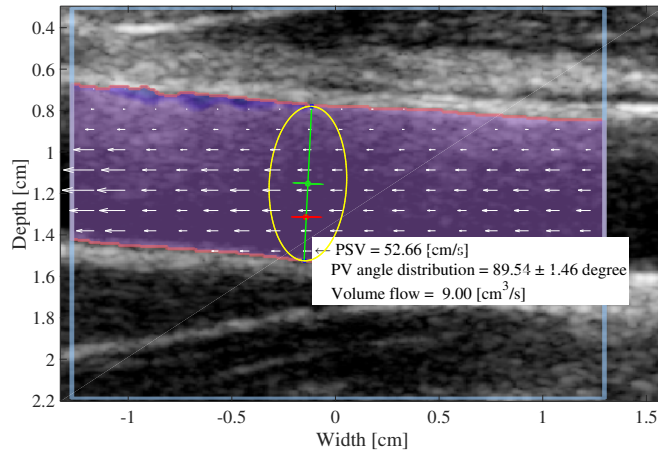 0.4
0.6
0.8
1
1.2
1.4
1.6
1.8
2
2.2
Depth [cm]
← PSV = 52.66 [cm/s]
PV angle distribution = 89.54 ± 1.46 degree
Volume flow = 9.00 [cm³/s]
-1 -0.5 0 0.5 1 1.5
Width [cm]